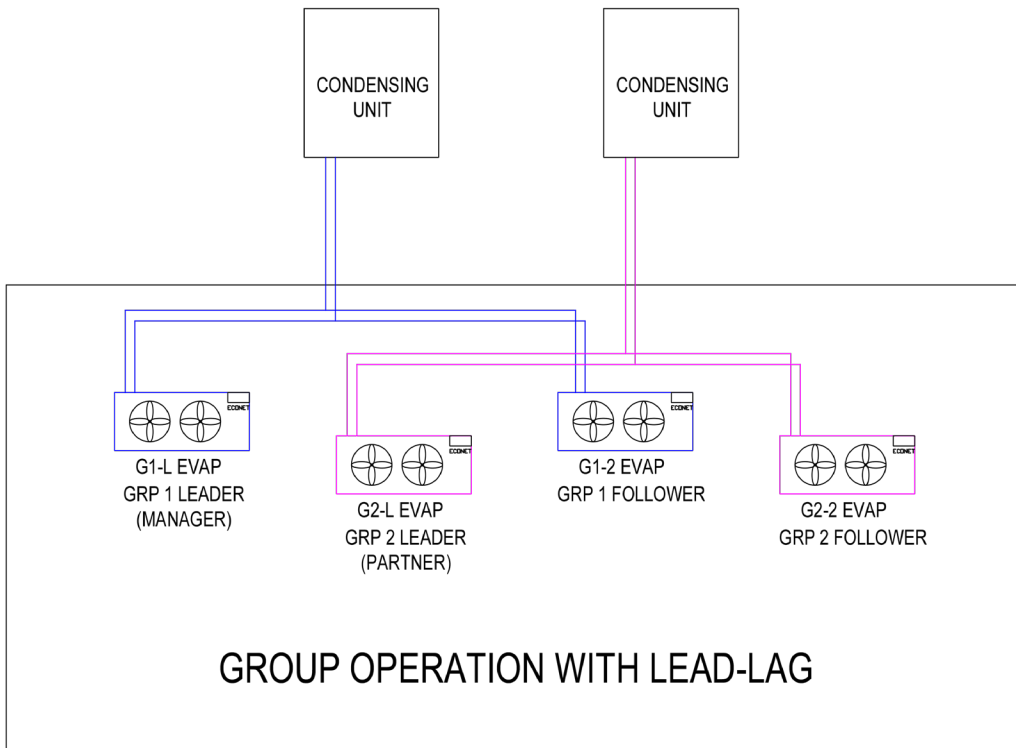 CONDENSING
UNIT
CONDENSING
UNIT
ECONET
G1-L EVAP
GRP 1 LEADER
(MANAGER)
ECONET
G2-L EVAP
GRP 2 LEADER
(PARTNER)
ECONET
G1-2 EVAP
GRP 1 FOLLOWER
ECONET
G2-2 EVAP
GRP 2 FOLLOWER
GROUP OPERATION WITH LEAD-LAG